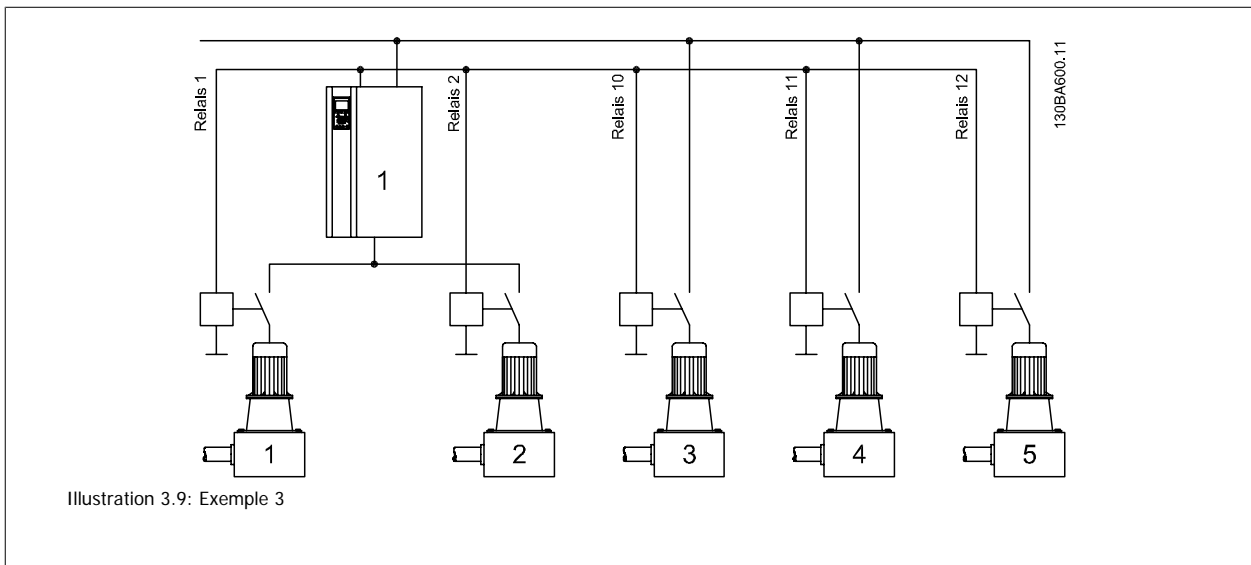 Relais 1
Relais 2
Relais 10
Relais 11
Relais 12
130BA600.11
1
1
2
3
4
5
Illustration 3.9: Exemple 3